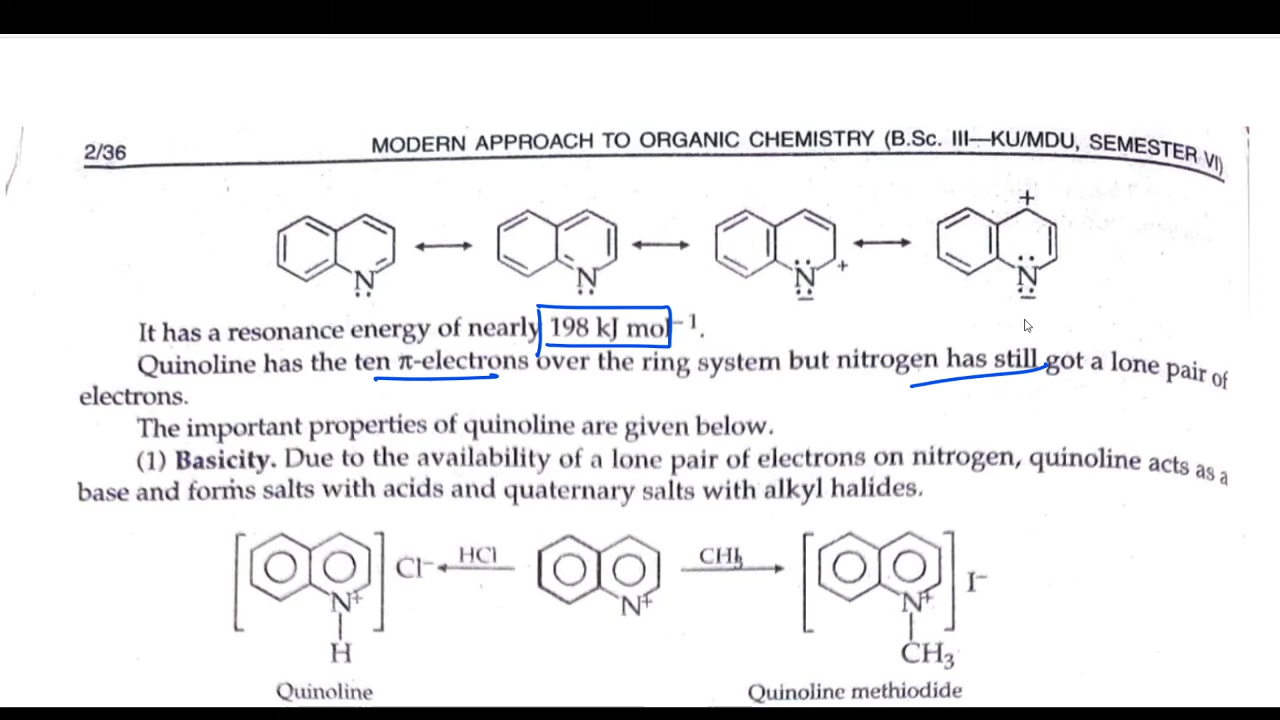 2/36
MODERN APPROACH TO ORGANIC CHEMISTRY (B.Sc. III—KU/MDU, SEMESTER VI)
+
N N N + N
It has a resonance energy of nearly 198 kJ mol⁻¹.
Quinoline has the ten π-electrons over the ring system but nitrogen has still got a lone pair of
electrons.
The important properties of quinoline are given below.
(1) Basicity. Due to the availability of a lone pair of electrons on nitrogen, quinoline acts as a
base and forms salts with acids and quaternary salts with alkyl halides.
Cl⁻ HCl CH₃I I⁻
N⁺ N⁺ N⁺
H CH₃
Quinoline Quinoline methiodide